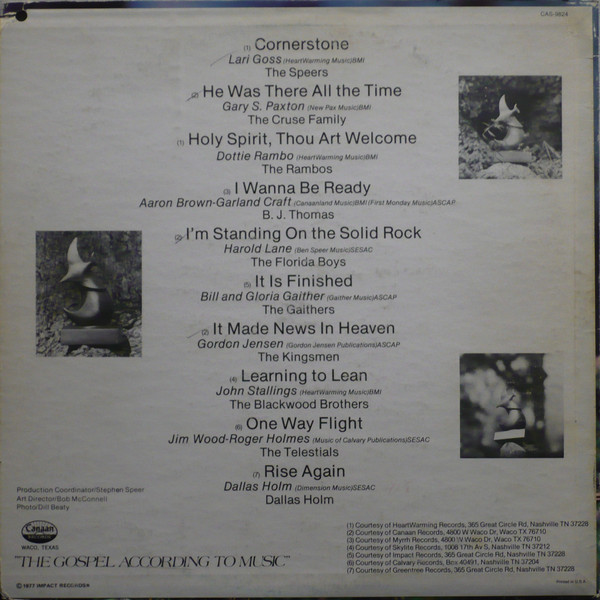 CAS-9824
(1) Cornerstone
Lari Goss (HeartWarming Music)BMI
The Speers
(2) He Was There All the Time
Gary S. Paxton (New Pax Music)BMI
The Cruse Family
(1) Holy Spirit, Thou Art Welcome
Dottie Rambo (HeartWarming Music)BMI
The Rambos
(3) I Wanna Be Ready
Aaron Brown-Garland Craft (Canaanland Music)BMI (First Monday Music)ASCAP
B. J. Thomas
(2) I'm Standing On the Solid Rock
Harold Lane (Ben Speer Music)SESAC
The Florida Boys
(5) It Is Finished
Bill and Gloria Gaither (Gaither Music)ASCAP
The Gaithers
(2) It Made News In Heaven
Gordon Jensen (Gordon Jensen Publications)ASCAP
The Kingsmen
(4) Learning to Lean
John Stallings (HeartWarming Music)BMI
The Blackwood Brothers
(6) One Way Flight
Jim Wood-Roger Holmes (Music of Calvary Publications)SESAC
The Telestials
(7) Rise Again
Dallas Holm (Dimension Music)SESAC
Dallas Holm
Production Coordinator/Stephen Speer
Art Director/Bob McConnell
Photo/Dill Beaty
Canaan
RECORDS
WACO, TEXAS
"THE GOSPEL ACCORDING TO MUSIC"
© 1977 IMPACT RECORDS
(1) Courtesy of HeartWarming Records, 365 Great Circle Rd, Nashville TN 37228
(2) Courtesy of Canaan Records, 4800 W Waco Dr, Waco TX 76710
(3) Courtesy of Myrrh Records, 4800 W Waco Dr, Waco TX 76710
(4) Courtesy of Skylite Records, 1008 17th Av S, Nashville TN 37212
(5) Courtesy of Impact Records, 365 Great Circle Rd, Nashville TN 37228
(6) Courtesy of Calvary Records, Box 40491, Nashville TN 37204
(7) Courtesy of Greentree Records, 365 Great Circle Rd, Nashville TN 37228
Printed in U.S.A.